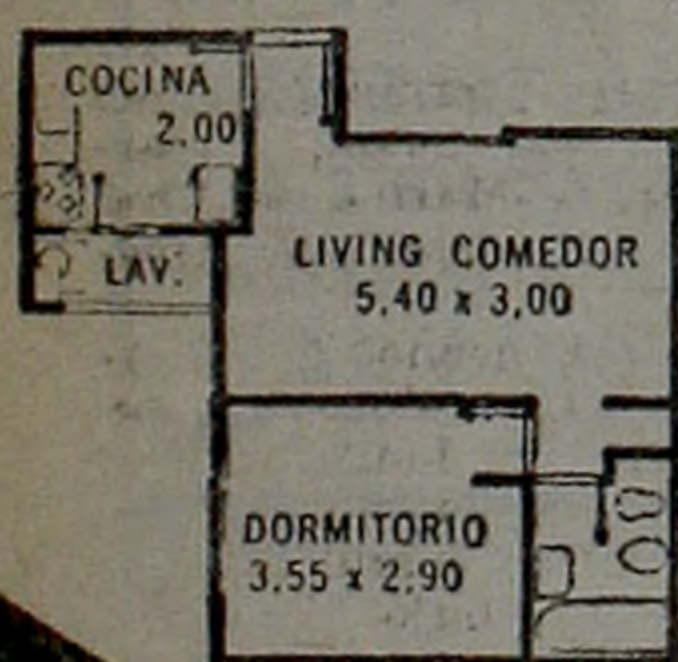 COCINA
2,00
LAV.
LIVING COMEDOR
5,40 x 3,00
DORMITORIO
3,55 x 2,90